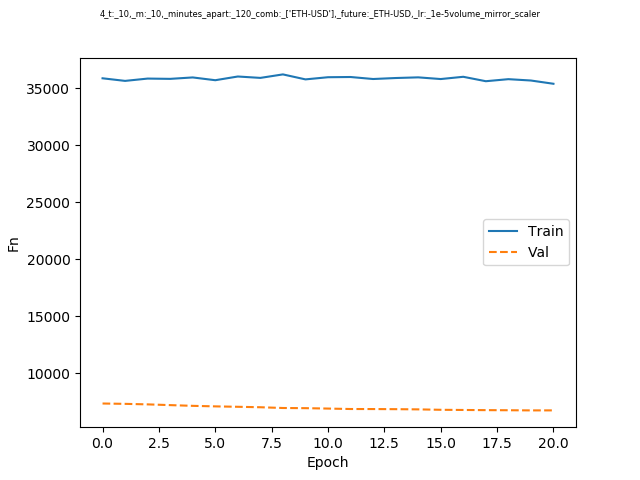 4_t:_10,_m:_10,_minutes_apart:_120_comb:_['ETH-USD'],_future:_ETH-USD,_lr:_1e-5volume_mirror_scaler
35000
30000
25000
20000
15000
10000
Fn
Train
Val
0.0 2.5 5.0 7.5 10.0 12.5 15.0 17.5 20.0
Epoch